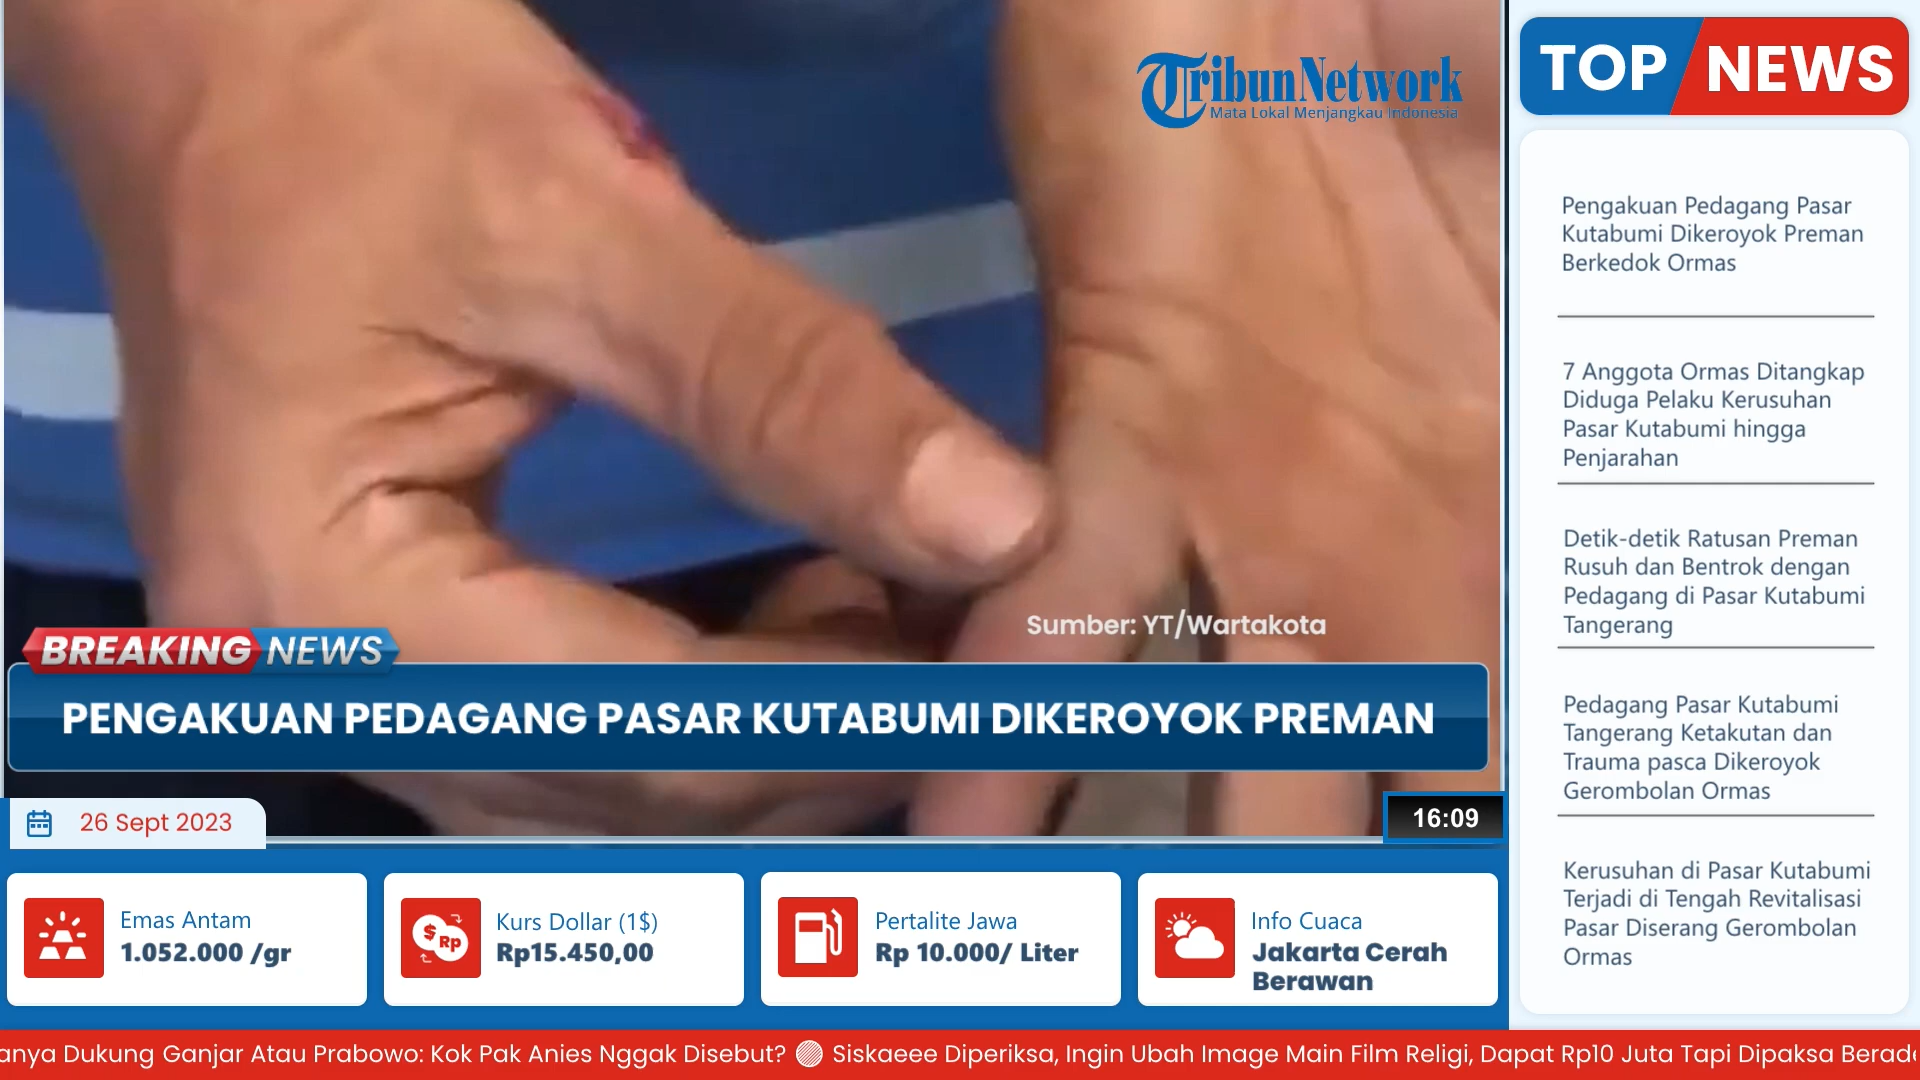 TribunNetwork
Mata Lokal Menjangkau Indonesia
Sumber: YT/Wartakota
BREAKING NEWS
PENGAKUAN PEDAGANG PASAR KUTABUMI DIKEROYOK PREMAN
26 Sept 2023
16:09
Emas Antam
1.052.000 /gr
Kurs Dollar (1$)
Rp15.450,00
Pertalite Jawa
Rp 10.000/ Liter
Info Cuaca
Jakarta Cerah
Berawan
TOP NEWS
Pengakuan Pedagang Pasar
Kutabumi Dikeroyok Preman
Berkedok Ormas
7 Anggota Ormas Ditangkap
Diduga Pelaku Kerusuhan
Pasar Kutabumi hingga
Penjarahan
Detik-detik Ratusan Preman
Rusuh dan Bentrok dengan
Pedagang di Pasar Kutabumi
Tangerang
Pedagang Pasar Kutabumi
Tangerang Ketakutan dan
Trauma pasca Dikeroyok
Gerombolan Ormas
Kerusuhan di Pasar Kutabumi
Terjadi di Tengah Revitalisasi
Pasar Diserang Gerombolan
Ormas
anya Dukung Ganjar Atau Prabowo: Kok Pak Anies Nggak Disebut? Siskaeee Diperiksa, Ingin Ubah Image Main Film Religi, Dapat Rp10 Juta Tapi Dipaksa Berad